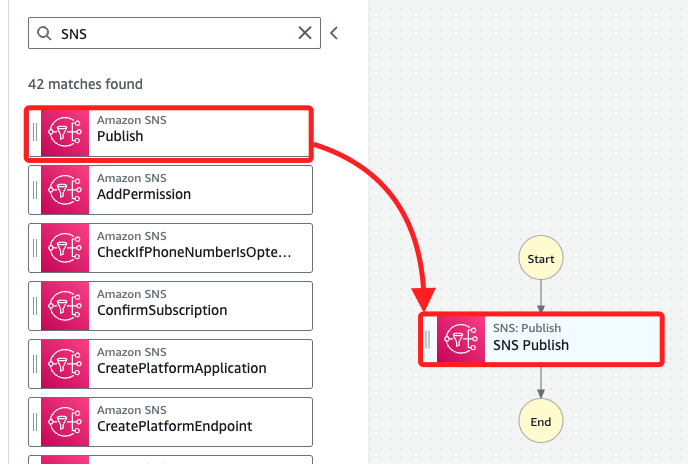 SNS
42 matches found
Amazon SNS
Publish
Amazon SNS
AddPermission
Amazon SNS
CheckIfPhoneNumberIsOpte...
Amazon SNS
ConfirmSubscription
Amazon SNS
CreatePlatformApplication
Amazon SNS
CreatePlatformEndpoint
Start
SNS: Publish
SNS Publish
End